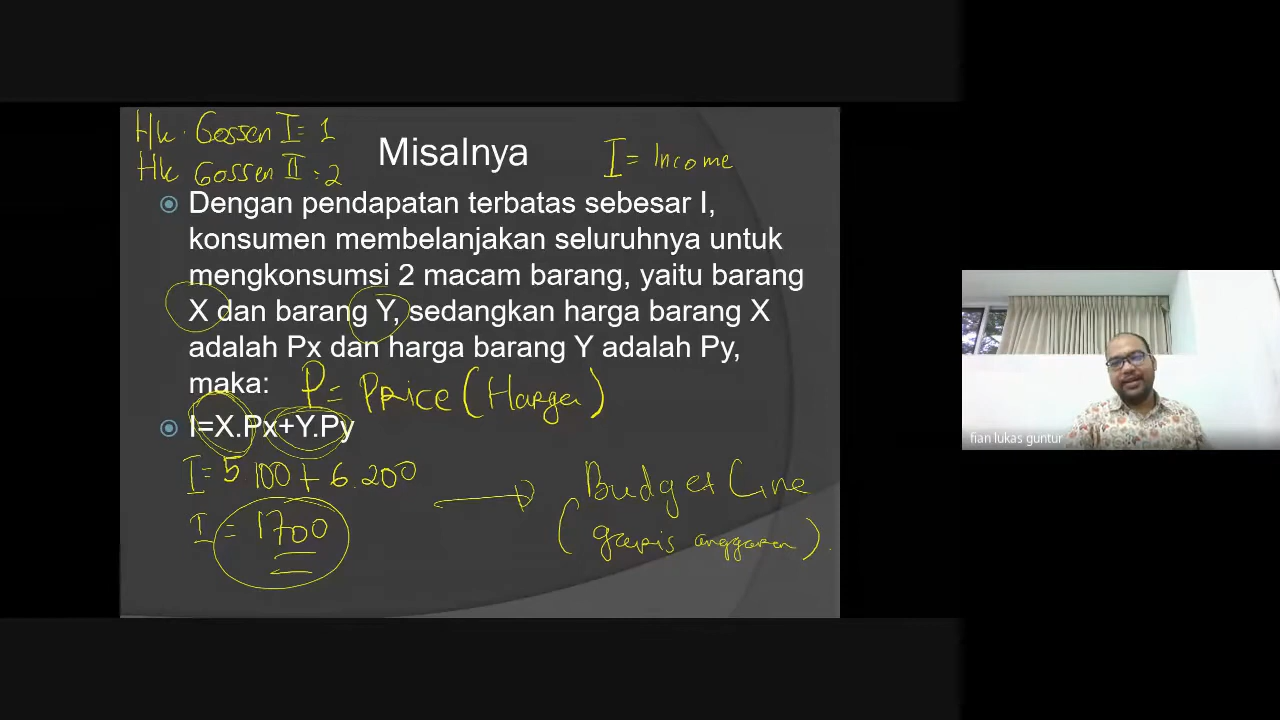 Hk. Gossen I = 1
Hk Gossen II = 2
Misalnya
I = Income
Dengan pendapatan terbatas sebesar I,
konsumen membelanjakan seluruhnya untuk
mengkonsumsi 2 macam barang, yaitu barang
X dan barang Y, sedangkan harga barang X
adalah Px dan harga barang Y adalah Py,
maka:
P = Price (Harga)
I=X.Px+Y.Py
I = 5 100 + 6.200
I = 1700
Budget Line
(garis anggaran).
fian lukas guntur